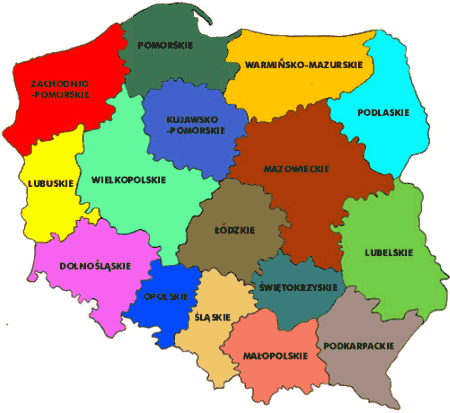 POMORSKIE
WARMIŃSKO-MAZURSKIE
ZACHODNIO
-POMORSKIE
PODLASKIE
KUJAWSKO
-POMORSKIE
MAZOWIECKIE
WIELKOPOLSKIE
LUBUSKIE
ŁÓDZKIE
LUBELSKIE
DOLNOŚLĄSKIE
OPOLSKIE
ŚWIĘTOKRZYSKIE
ŚLĄSKIE
PODKARPACKIE
MAŁOPOLSKIE